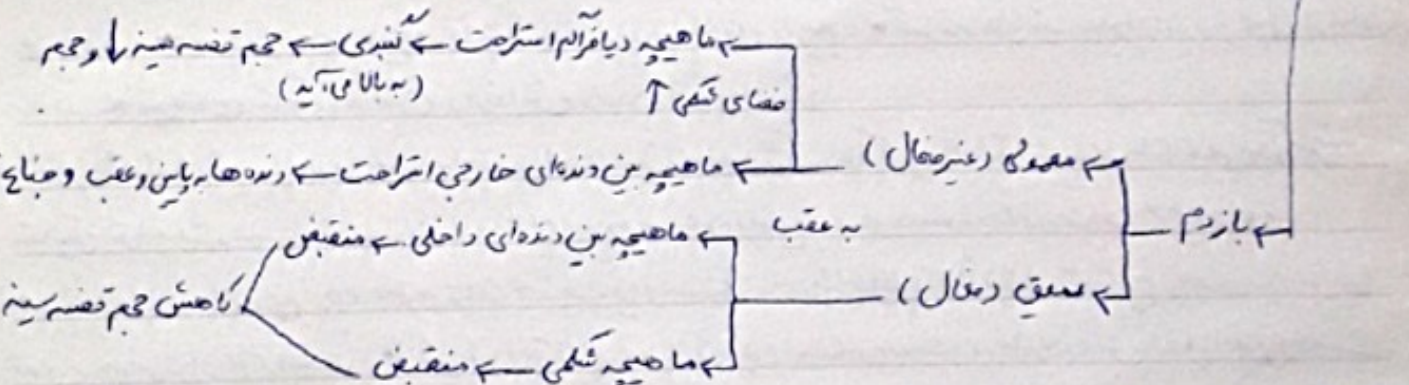 ← بازدم
← معمولی (غیرفعال)
← ماهیچه دیافراگم استراحت ← گنبدی ← حجم قفسه سینه ↓ و حجم
(به بالا می‌آید)
فضای شکمی ↑
← ماهیچه بین دنده‌ای خارجی استراحت ← دنده‌ها به پایین و عقب و جناغ
به عقب
← عمیق (فعال)
← ماهیچه بین دنده‌ای داخلی ← منقبض
← ماهیچه شکمی ← منقبض
کاهش حجم قفسه سینه